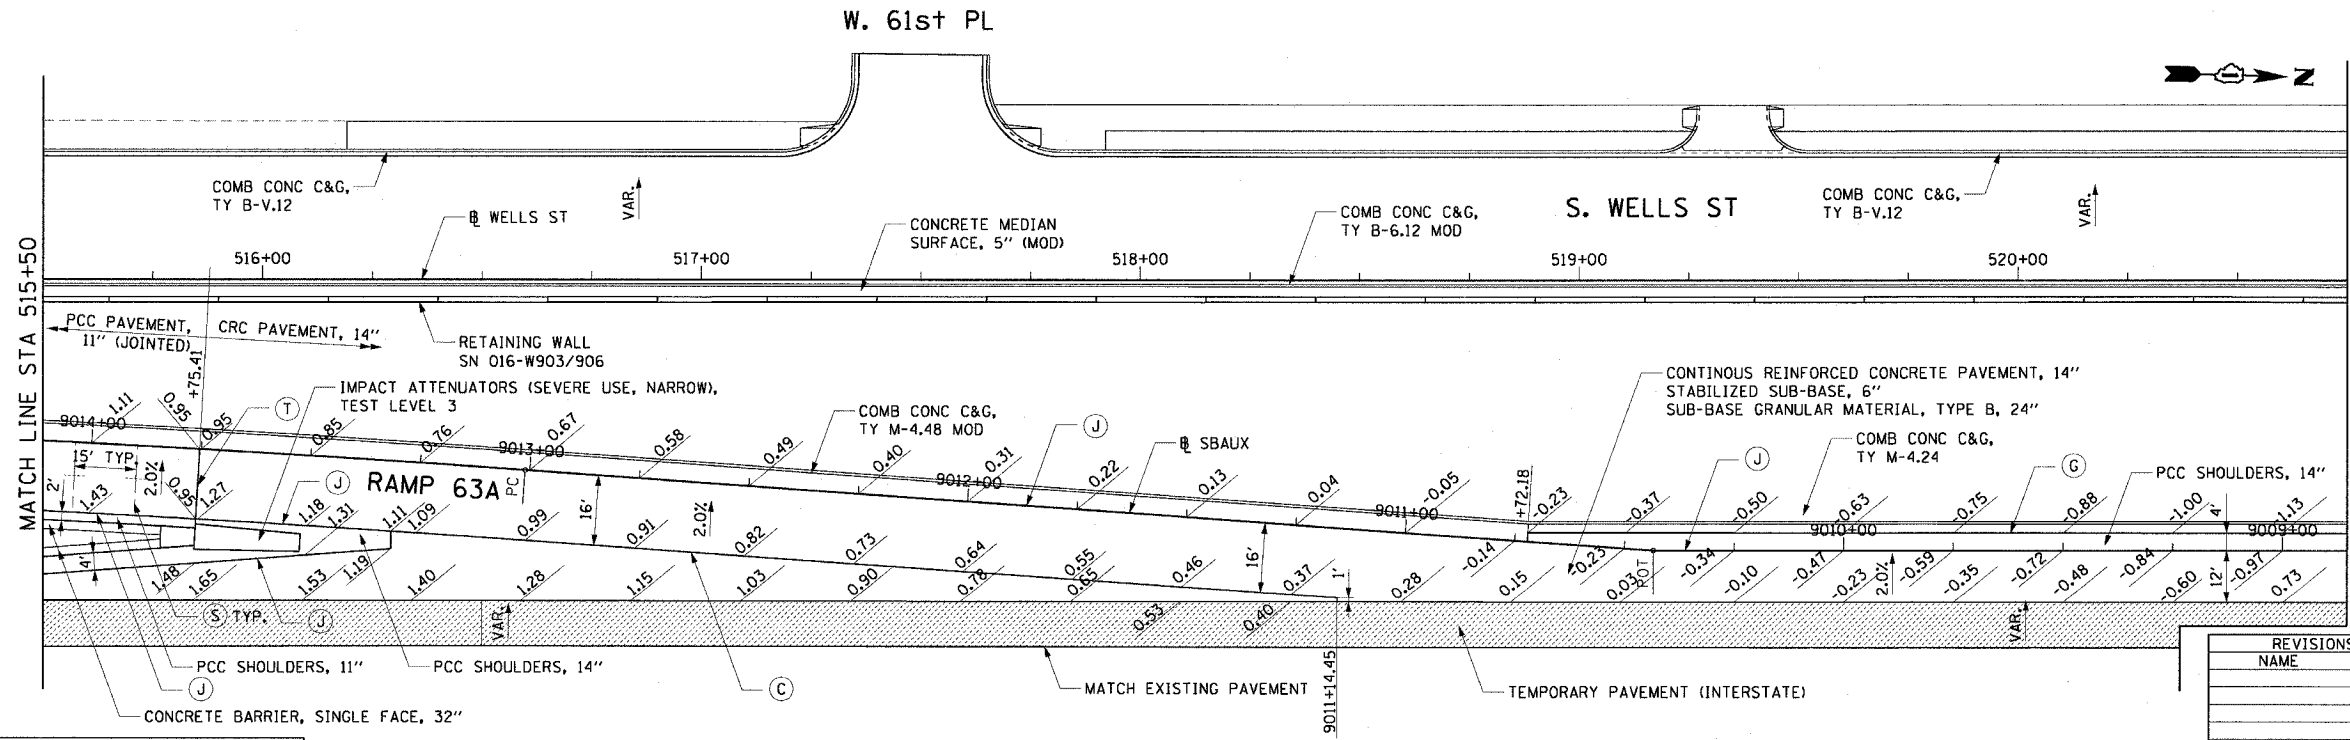 W. 61st PL
N
COMB CONC C&G,
TY B-V.12
VAR.
B WELLS ST
CONCRETE MEDIAN
SURFACE, 5" (MOD)
COMB CONC C&G,
TY B-6.12 MOD
S. WELLS ST
COMB CONC C&G,
TY B-V.12
VAR.
516+00
517+00
518+00
519+00
520+00
MATCH LINE STA 515+50
PCC PAVEMENT,
11" (JOINTED)
CRC PAVEMENT, 14"
RETAINING WALL
SN 016-W903/906
+75.41
IMPACT ATTENUATORS (SEVERE USE, NARROW),
TEST LEVEL 3
T
COMB CONC C&G,
TY M-4.48 MOD
J
B SBAUX
CONTINOUS REINFORCED CONCRETE PAVEMENT, 14"
STABILIZED SUB-BASE, 6"
SUB-BASE GRANULAR MATERIAL, TYPE B, 24"
COMB CONC C&G,
TY M-4.24
J
G
PCC SHOULDERS, 14"
9014+00
1.11
0.95
0.95
0.85
0.76
9013+00
0.67
0.58
0.49
0.40
9012+00
0.31
0.22
0.13
0.04
9011+00
-0.05
+72.18
-0.23
-0.37
-0.50
9010+00
-0.63
-0.75
-0.88
-1.00
4'
9009+00
-1.13
15' TYP.
2.0%
2'
1.43
0.95
1.27
J
RAMP 63A
PC
1.18
1.31
1.11
1.09
0.99
16'
0.91
2.0%
0.82
0.73
0.64
0.55
0.46
16'
0.37
1'
0.28
-0.14
0.15
-0.23
0.03
POT
-0.34
-0.10
-0.47
-0.23
2.0%
-0.59
-0.35
-0.72
-0.48
-0.84
-0.60
12'
-0.97
0.73
4'
1.48
1.65
1.53
1.19
1.40
1.28
1.15
1.03
0.90
0.78
0.65
0.53
0.40
S TYP.
J
VAR.
VAR.
PCC SHOULDERS, 11"
PCC SHOULDERS, 14"
J
C
MATCH EXISTING PAVEMENT
9011+14.45
TEMPORARY PAVEMENT (INTERSTATE)
CONCRETE BARRIER, SINGLE FACE, 32"
REVISIONS
NAME